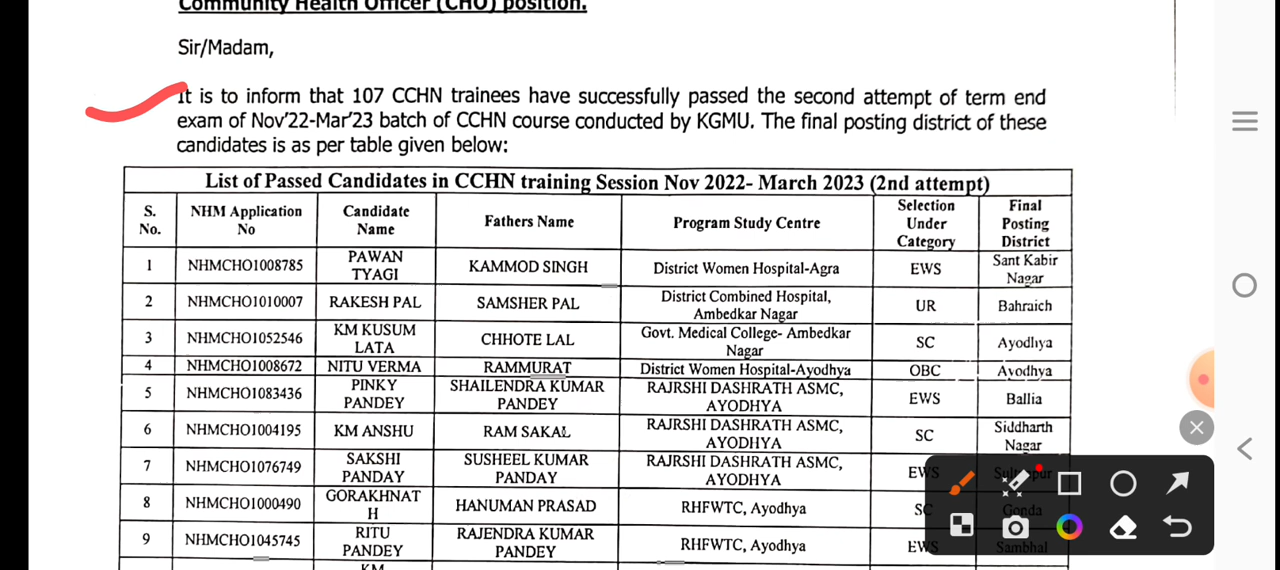 Community Health Officer (CHO) position.
Sir/Madam,
It is to inform that 107 CCHN trainees have successfully passed the second attempt of term end
exam of Nov'22-Mar'23 batch of CCHN course conducted by KGMU. The final posting district of these
candidates is as per table given below:
List of Passed Candidates in CCHN training Session Nov 2022- March 2023 (2nd attempt)
S. No. NHM Application No Candidate Name Fathers Name Program Study Centre Selection Under Category Final Posting District
1 NHMCHO1008785 PAWAN TYAGI KAMMOD SINGH District Women Hospital-Agra EWS Sant Kabir Nagar
2 NHMCHO1010007 RAKESH PAL SAMSHER PAL District Combined Hospital, Ambedkar Nagar UR Bahraich
3 NHMCHO1052546 KM KUSUM LATA CHHOTE LAL Govt. Medical College- Ambedkar Nagar SC Ayodhya
4 NHMCHO1008672 NITU VERMA RAMMURAT District Women Hospital-Ayodhya OBC Ayodhya
5 NHMCHO1083436 PINKY PANDEY SHAILENDRA KUMAR PANDEY RAJRSHI DASHRATH ASMC, AYODHYA EWS Ballia
6 NHMCHO1004195 KM ANSHU RAM SAKAL RAJRSHI DASHRATH ASMC, AYODHYA SC Siddharth Nagar
7 NHMCHO1076749 SAKSHI PANDAY SUSHEEL KUMAR PANDAY RAJRSHI DASHRATH ASMC, AYODHYA EWS Sultanpur
8 NHMCHO1000490 GORAKHNAT H HANUMAN PRASAD RHFWTC, Ayodhya SC Gonda
9 NHMCHO1045745 RITU PANDEY RAJENDRA KUMAR PANDEY RHFWTC, Ayodhya EWS Sambhal
KM